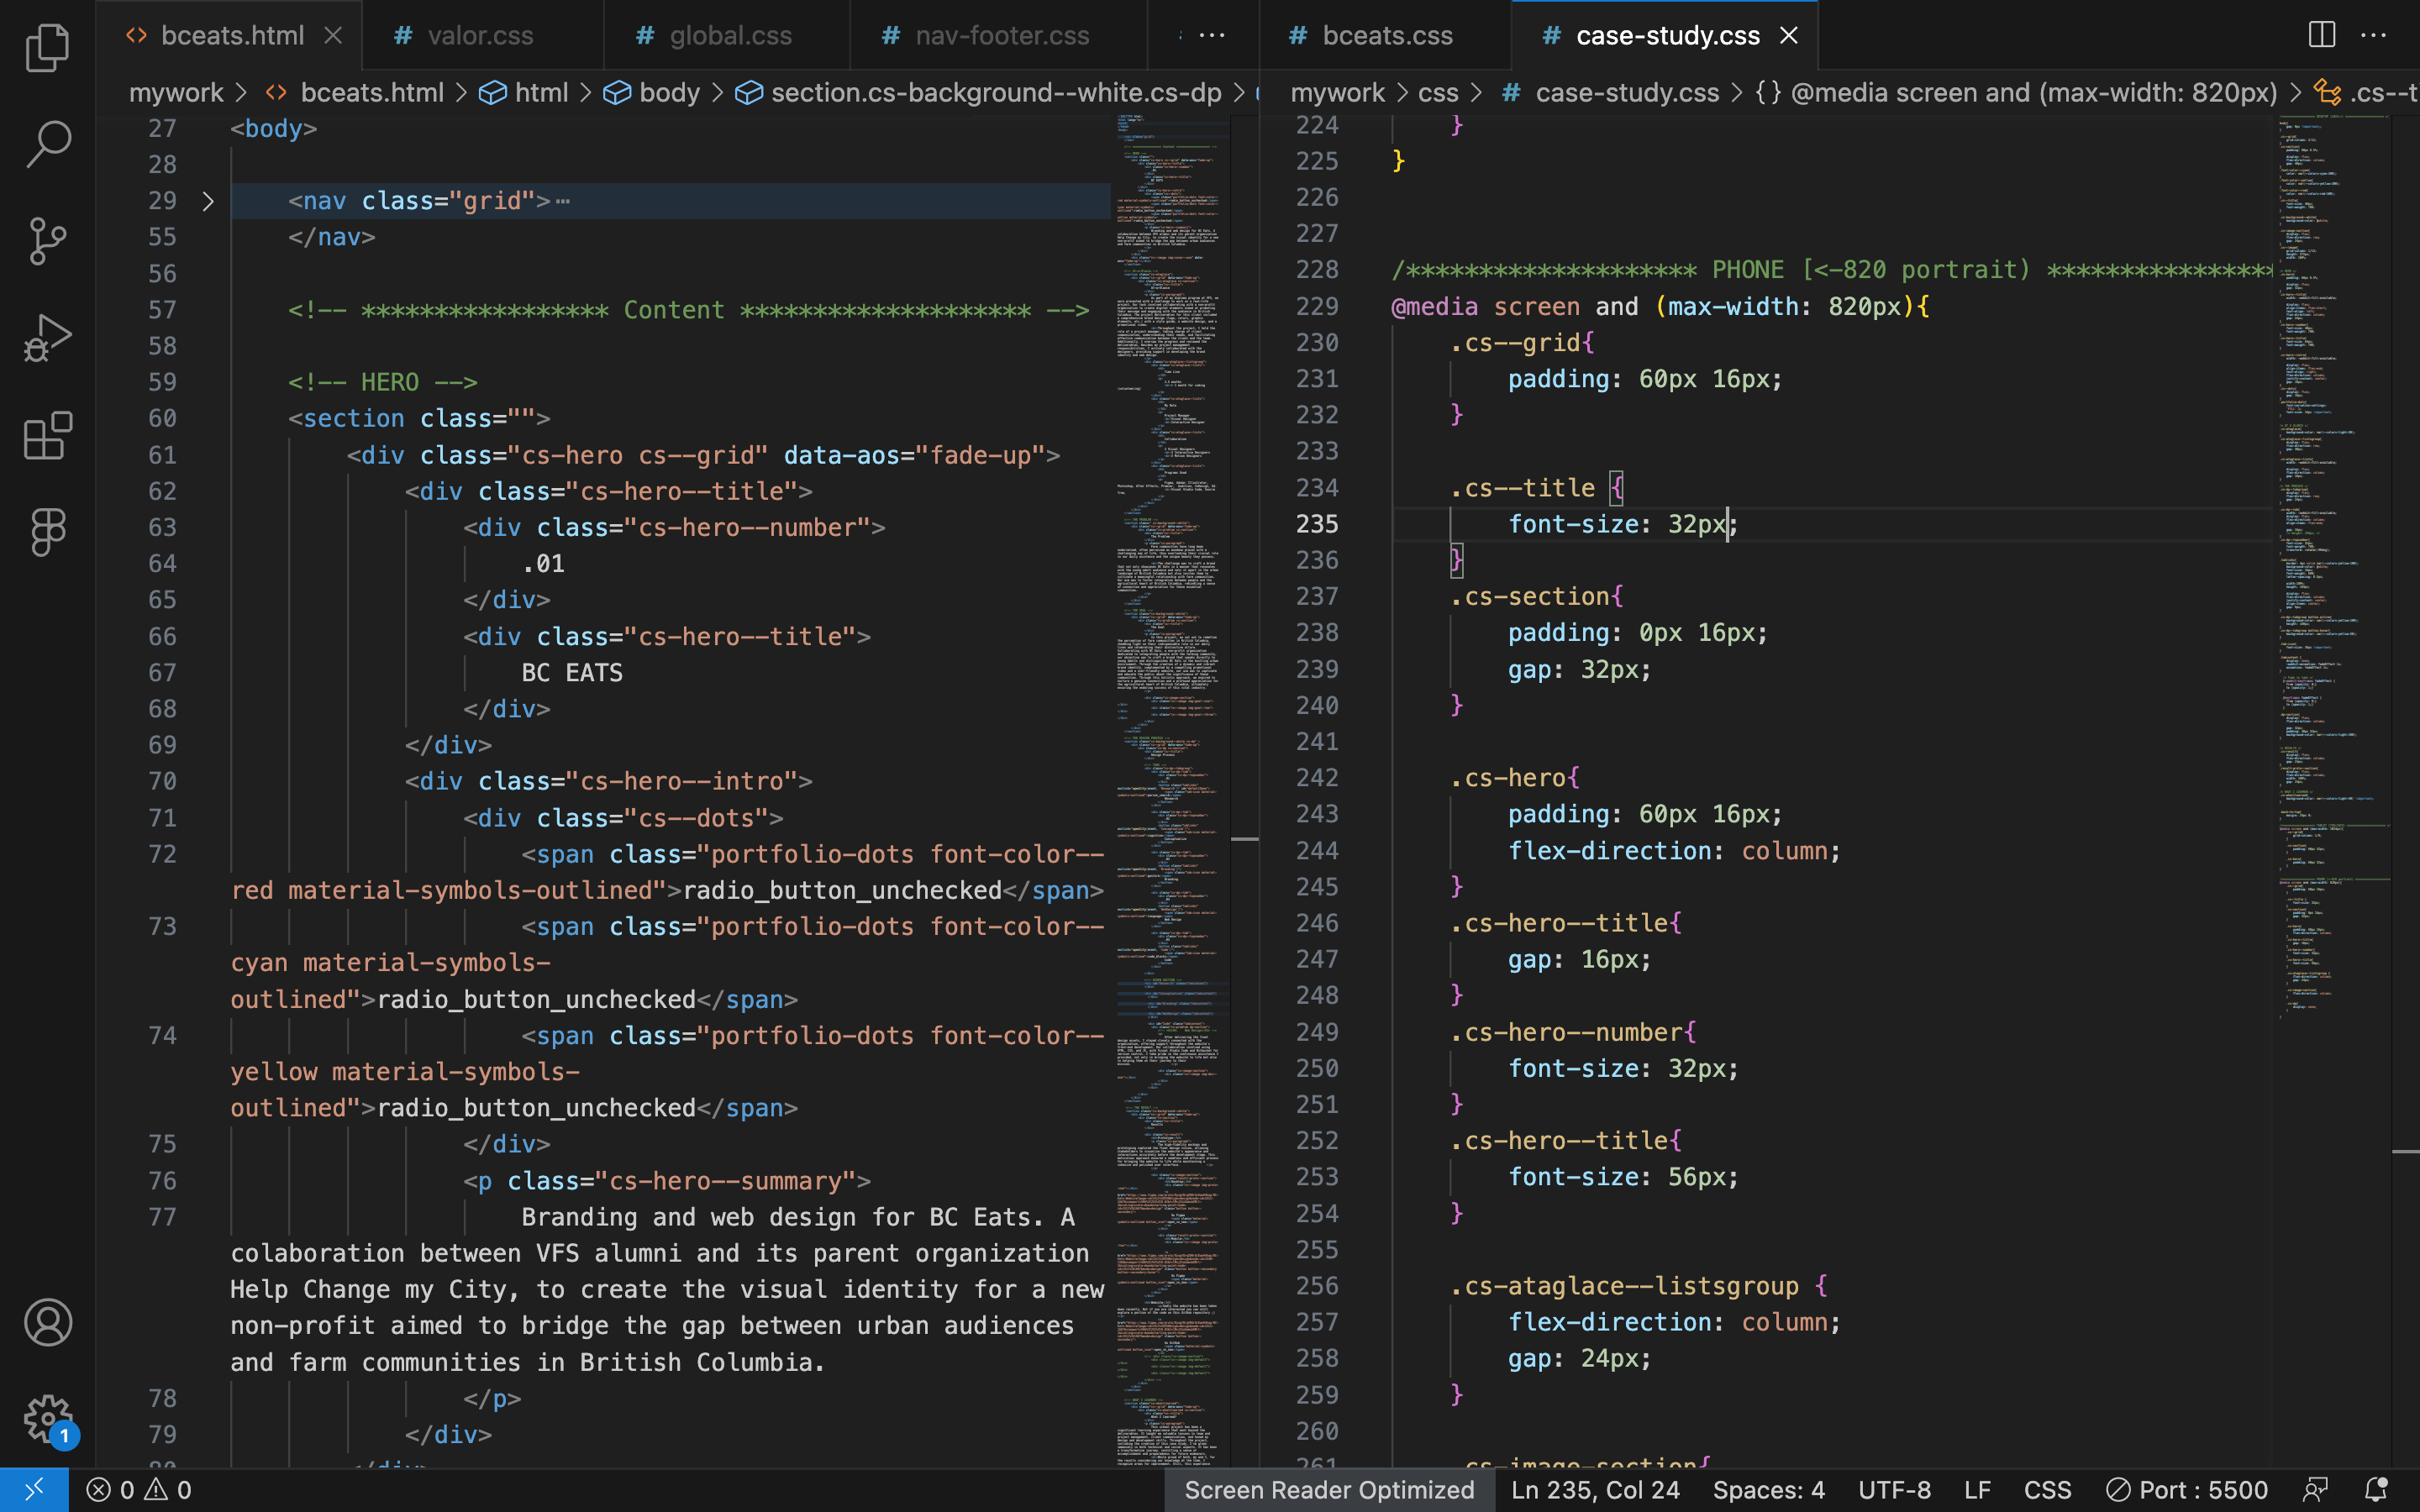 bceats.html
valor.css
global.css
nav-footer.css
bceats.css
case-study.css
mywork > bceats.html > html > body > section.cs-background--white.cs-dp >
27 <body>
28
29 <nav class="grid">
55 </nav>
56
57 <!-- ***************** Content ******************** -->
58
59 <!-- HERO -->
60 <section class="">
61 <div class="cs-hero cs--grid" data-aos="fade-up">
62 <div class="cs-hero--title">
63 <div class="cs-hero--number">
64 .01
65 </div>
66 <div class="cs-hero--title">
67 BC EATS
68 </div>
69 </div>
70 <div class="cs-hero--intro">
71 <div class="cs--dots">
72 <span class="portfolio-dots font-color--
red material-symbols-outlined">radio_button_unchecked</span>
73 <span class="portfolio-dots font-color--
cyan material-symbols-
outlined">radio_button_unchecked</span>
74 <span class="portfolio-dots font-color--
yellow material-symbols-
outlined">radio_button_unchecked</span>
75 </div>
76 <p class="cs-hero--summary">
77 Branding and web design for BC Eats. A
colaboration between VFS alumni and its parent organization
Help Change my City, to create the visual identity for a new
non-profit aimed to bridge the gap between urban audiences
and farm communities in British Columbia.
78 </p>
79 </div>
80 </div>
mywork > css > case-study.css > {} @media screen and (max-width: 820px) > .cs--t
224 }
225 }
226
227
228 /******************** PHONE [<-820 portrait) ****************
229 @media screen and (max-width: 820px){
230 .cs--grid{
231 padding: 60px 16px;
232 }
233
234 .cs--title {
235 font-size: 32px;
236 }
237 .cs-section{
238 padding: 0px 16px;
239 gap: 32px;
240 }
241
242 .cs-hero{
243 padding: 60px 16px;
244 flex-direction: column;
245 }
246 .cs-hero--title{
247 gap: 16px;
248 }
249 .cs-hero--number{
250 font-size: 32px;
251 }
252 .cs-hero--title{
253 font-size: 56px;
254 }
255
256 .cs-ataglace--listsgroup {
257 flex-direction: column;
258 gap: 24px;
259 }
260
261 .cs-image-section{
1
0 0
Screen Reader Optimized
Ln 235, Col 24
Spaces: 4
UTF-8
LF
CSS
Port : 5500